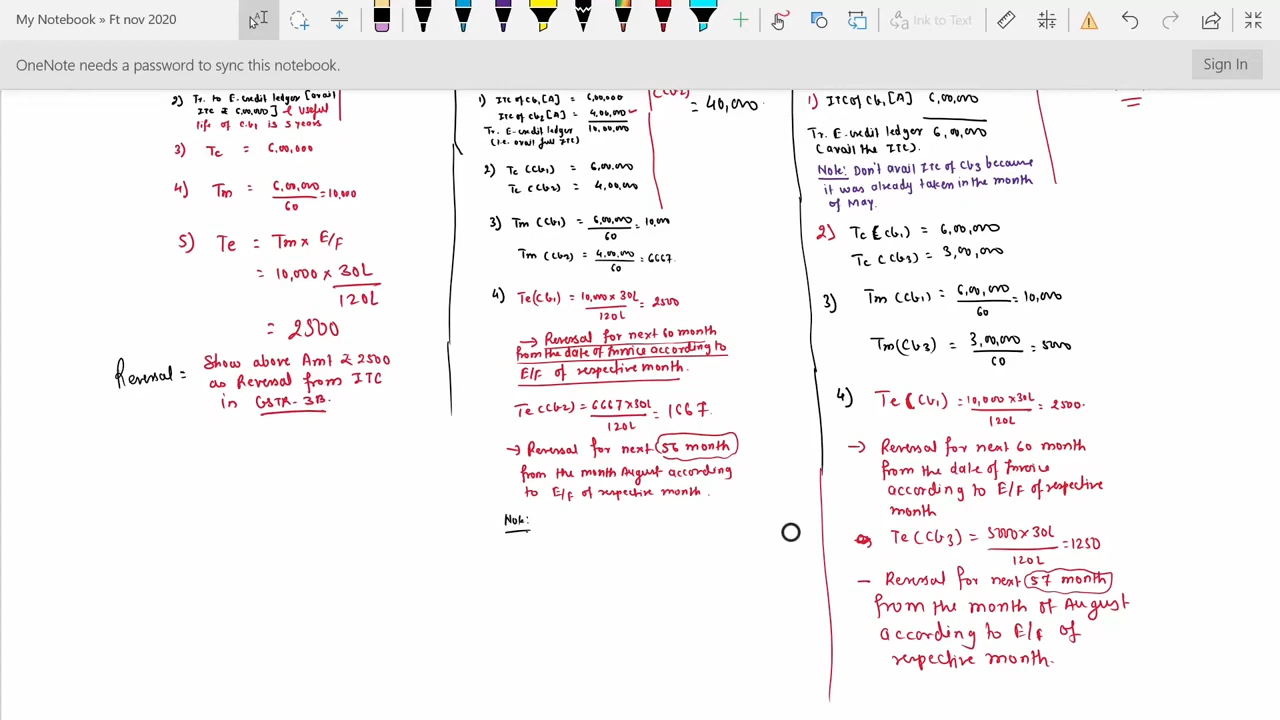 My Notebook » Ft nov 2020
Ink to Text
OneNote needs a password to sync this notebook.
Sign In
2) Tr. to E-credit ledger [avail
ITC ₹ 6,00,000] & useful
life of C.G1 is 5 years
3) Tc = 6,00,000
4) Tm = 6,00,000 = 10,000
60
5) Te = Tm x E/F
= 10,000 x 30L
120L
= 2500
Reversal = Show above Amt ₹ 2500
as Reversal from ITC
in GSTR-3B.
1) ITC of CG1 [A] = 6,00,000
ITC of CG2 [A] = 4,00,000
Tr. E-credit ledger 10,00,000
(i.e. avail full ITC)
(CG2)
= 40,000
2) Tc (CG1) = 6,00,000
Tc (CG2) = 4,00,000
3) Tm (CG1) = 6,00,000 = 10,000
60
Tm (CG2) = 4,00,000 = 6667.
60
4) Te (CG1) = 10,000 x 30L = 2500
120L
→ Reversal for next 60 month
from the date of Invoice according to
E/F of respective month.
Te (CG2) = 6667 x 30L = 1667.
120L
→ Reversal for next 56 month
from the month August according
to E/F of respective month.
Note:
1) ITC of CG1 [A] 6,00,000
Tr. E-credit ledger 6,00,000
(avail the ITC).
Note: Don't avail ITC of CG3 because
it was already taken in the month
of May.
2) Tc (CG1) = 6,00,000
Tc (CG3) = 3,00,000
3) Tm (CG1) = 6,00,000 = 10,000
60
Tm (CG3) = 3,00,000 = 5000
60
4) Te (CG1) = 10,000 x 30L = 2500.
120L
→ Reversal for next 60 month
from the date of Invoice
according to E/F of respective
month
Te (CG3) = 5000 x 30L = 1250
120L
- Reversal for next 57 month
from the month of August
according to E/F of
respective month.